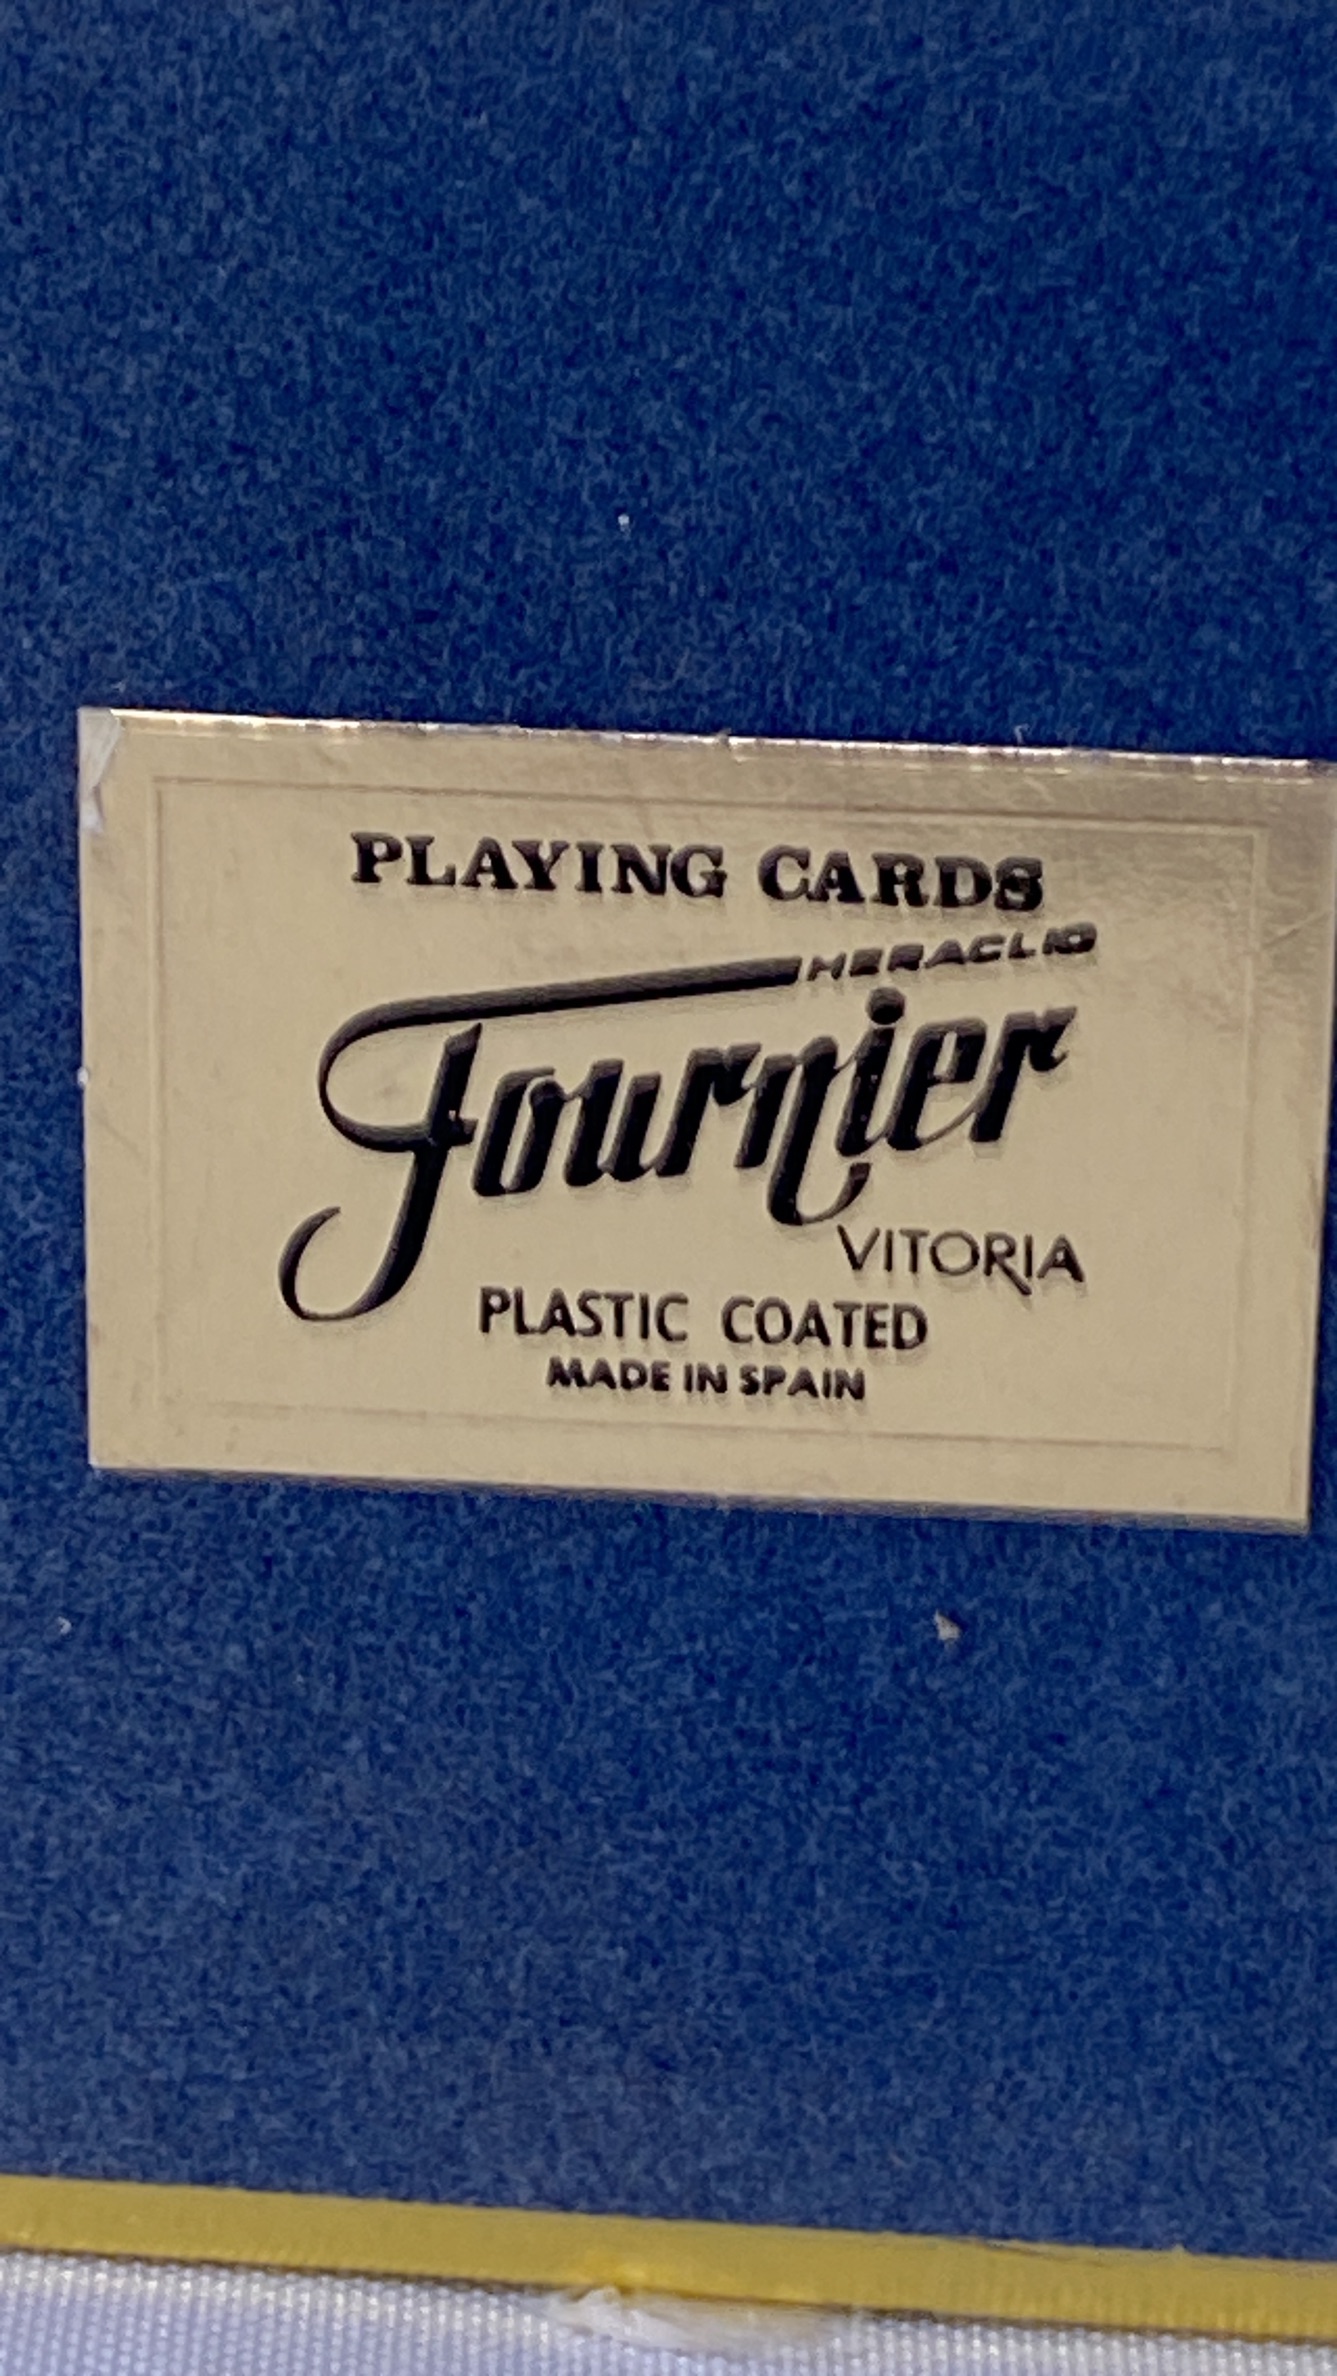 PLAYING CARDS
HERACLIO
Fournier
VITORIA
PLASTIC COATED
MADE IN SPAIN